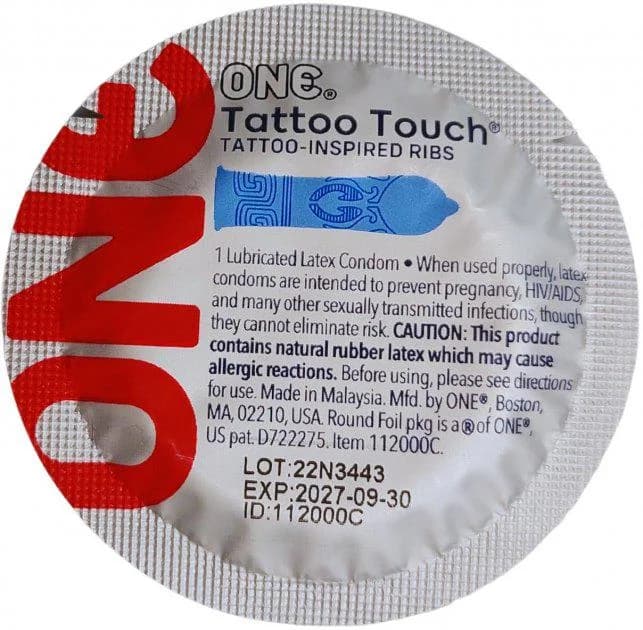 ONE
ONE®
Tattoo Touch®
TATTOO-INSPIRED RIBS
1 Lubricated Latex Condom • When used properly, latex
condoms are intended to prevent pregnancy, HIV/AIDS,
and many other sexually transmitted infections, though
they cannot eliminate risk. CAUTION: This product
contains natural rubber latex which may cause
allergic reactions. Before using, please see directions
for use. Made in Malaysia. Mfd. by ONE®, Boston,
MA, 02210, USA. Round Foil pkg is a ® of ONE®,
US pat. D722275. Item 112000C.
LOT:22N3443
EXP:2027-09-30
ID:112000C